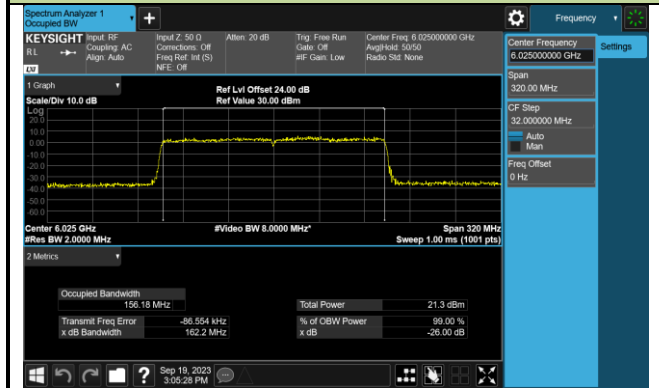 Spectrum Analyzer 1
Occupied BW
+
Frequency
KEYSIGHT
Input: RF
Coupling: AC
Align: Auto
Input Z: 50 Ω
Corrections: Off
Freq Ref: Int (S)
NFE: Off
Atten: 20 dB
Trig: Free Run
Gate: Off
#IF Gain: Low
Center Freq: 6.025000000 GHz
Avg|Hold: 50/50
Radio Std: None
RL
LXI
Center Frequency
6.025000000 GHz
Settings
Span
320.00 MHz
CF Step
32.000000 MHz
Auto
Man
Freq Offset
0 Hz
1 Graph
Scale/Div 10.0 dB
Ref Lvl Offset 24.00 dB
Ref Value 30.00 dBm
Log
20.0
10.0
0.00
-10.0
-20.0
-30.0
-40.0
-50.0
-60.0
Center 6.025 GHz
#Video BW 8.0000 MHz*
Span 320 MHz
#Res BW 2.0000 MHz
Sweep 1.00 ms (1001 pts)
2 Metrics
Occupied Bandwidth
156.18 MHz
Total Power 21.3 dBm
Transmit Freq Error -86.554 kHz
% of OBW Power 99.00 %
x dB Bandwidth 162.2 MHz
x dB -26.00 dB
?
Sep 19, 2023
3:05:28 PM